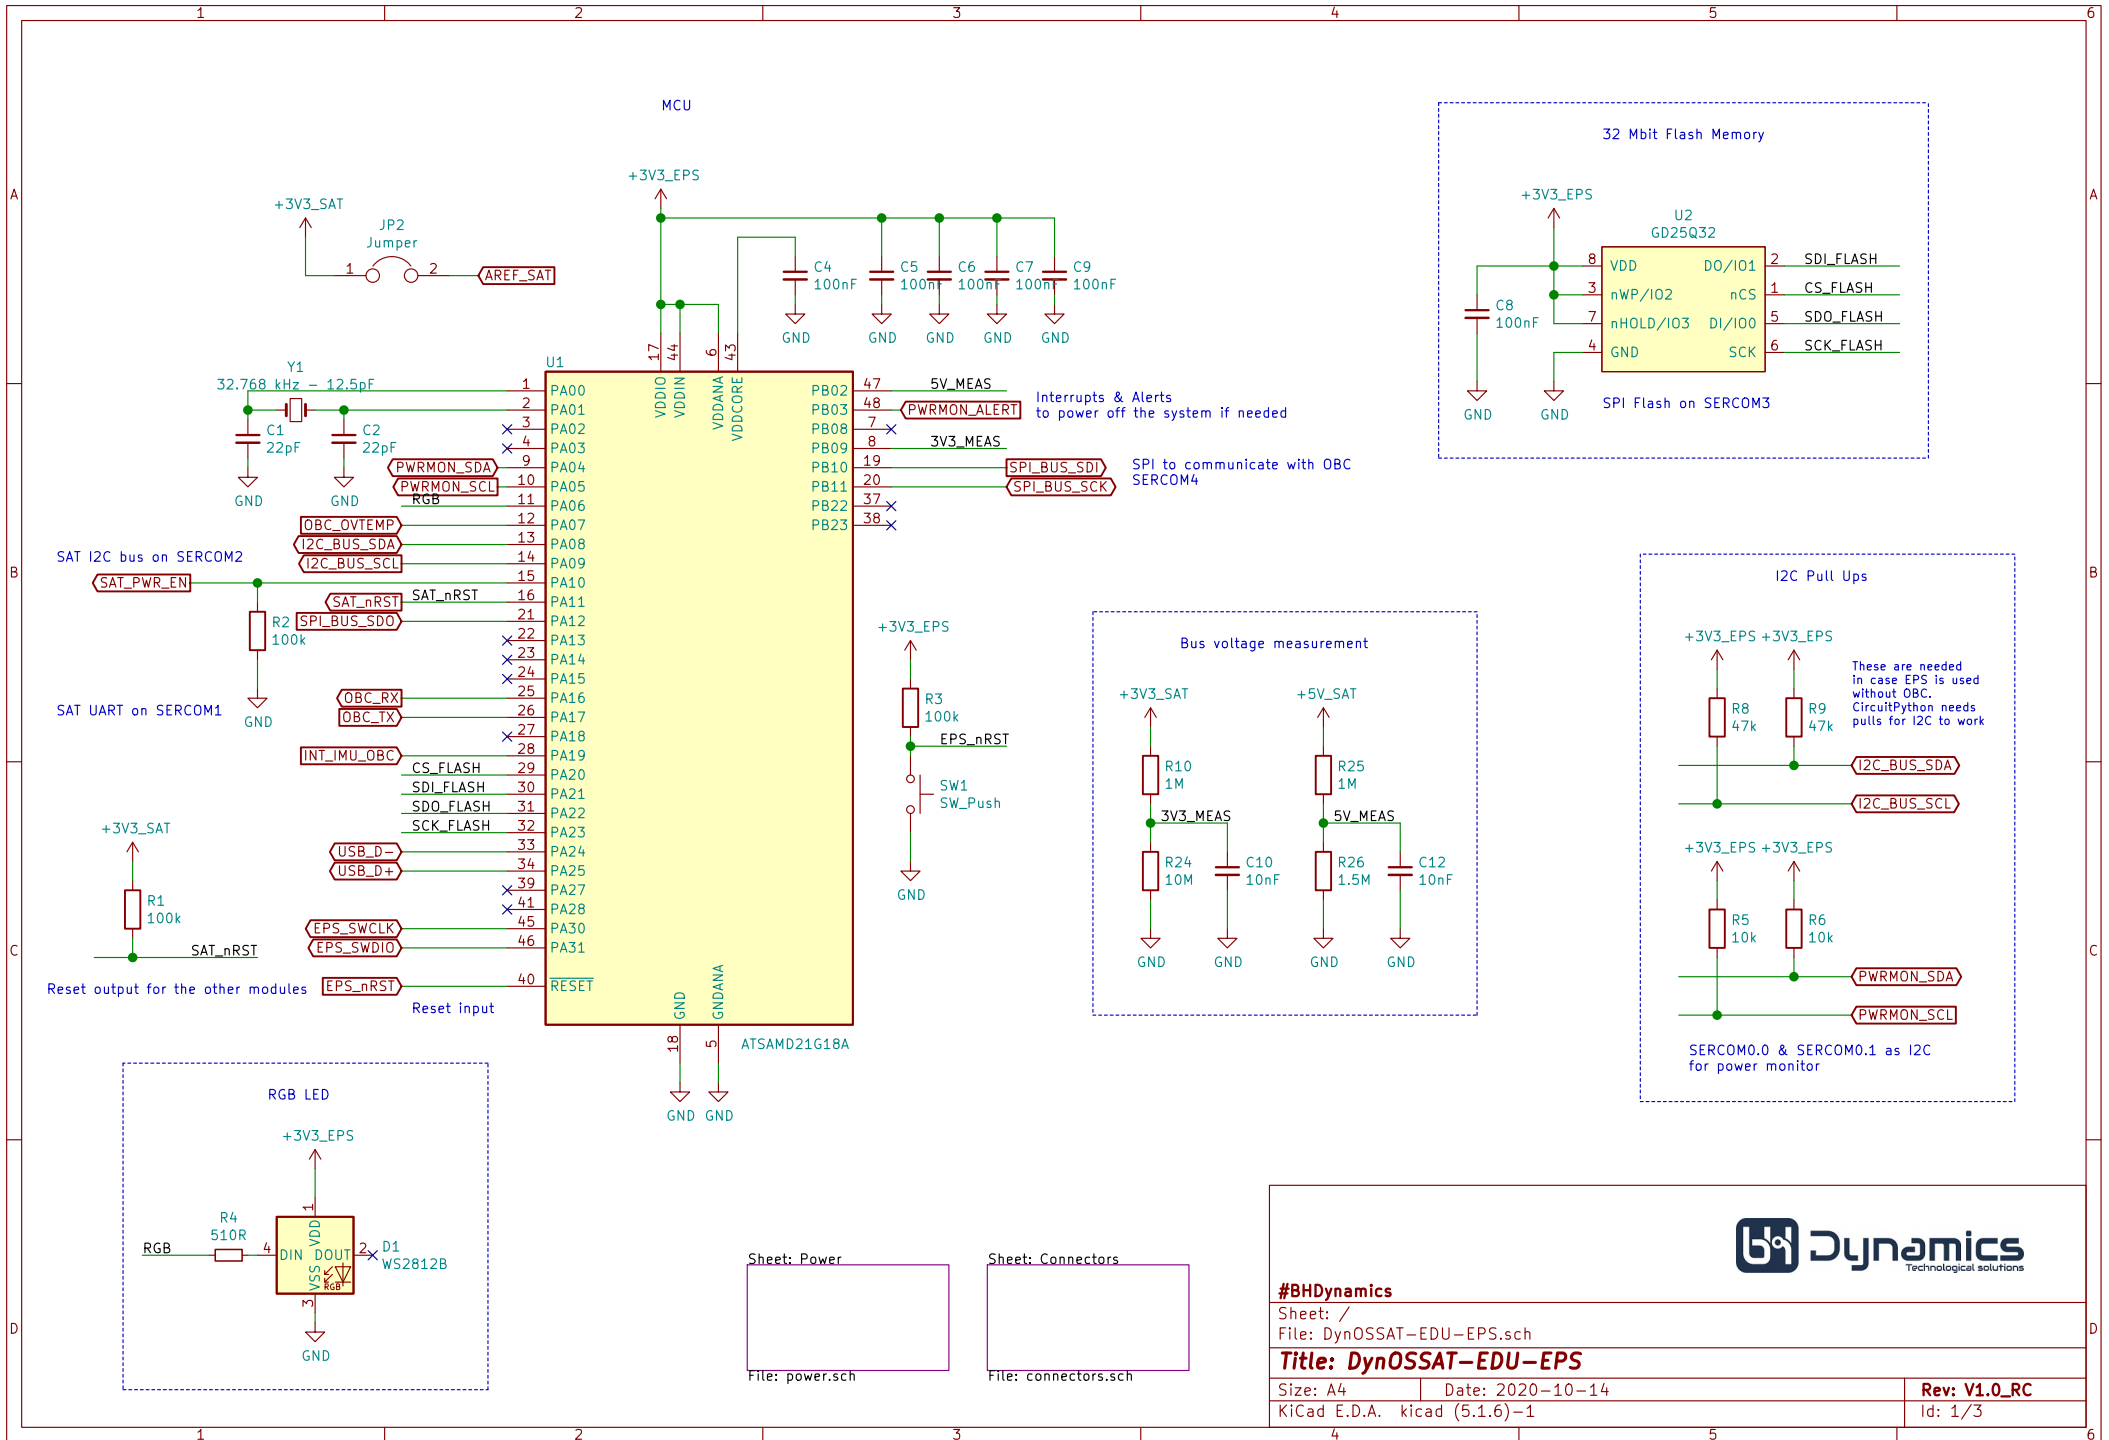 1 2 3 4 5 6
A
B
C
D
A
B
C
D
MCU
+3V3_SAT
JP2
Jumper
1 2
AREF_SAT
+3V3_EPS
C4
100nF
GND
C5
100nF
GND
C6
100nF
GND
C7
100nF
GND
C9
100nF
GND
Y1
32.768 kHz - 12.5pF
C1
22pF
GND
C2
22pF
GND
U1
17 VDDIO
44 VDDIN
6 VDDANA
43 VDDCORE
1 PA00
2 PA01
3 PA02
4 PA03
PWRMON_SDA 9 PA04
PWRMON_SCL 10 PA05
RGB 11 PA06
OBC_OVTEMP 12 PA07
I2C_BUS_SDA 13 PA08
SAT I2C bus on SERCOM2
I2C_BUS_SCL 14 PA09
SAT_PWR_EN 15 PA10
SAT_nRST SAT_nRST 16 PA11
R2
100k
GND
SPI_BUS_SDO 21 PA12
22 PA13
23 PA14
24 PA15
OBC_RX 25 PA16
SAT UART on SERCOM1
OBC_TX 26 PA17
27 PA18
INT_IMU_OBC 28 PA19
CS_FLASH 29 PA20
SDI_FLASH 30 PA21
SDO_FLASH 31 PA22
SCK_FLASH 32 PA23
USB_D- 33 PA24
USB_D+ 34 PA25
39 PA27
41 PA28
EPS_SWCLK 45 PA30
EPS_SWDIO 46 PA31
EPS_nRST 40 RESET
Reset input
+3V3_SAT
R1
100k
SAT_nRST
Reset output for the other modules
PB02 47 5V_MEAS
PB03 48 PWRMON_ALERT
PB08 7
PB09 8 3V3_MEAS
PB10 19 SPI_BUS_SDI
PB11 20 SPI_BUS_SCK
PB22 37
PB23 38
Interrupts & Alerts
to power off the system if needed
SPI to communicate with OBC
SERCOM4
GND 18
GNDANA 5
ATSAMD21G18A
GND GND
+3V3_EPS
R3
100k
EPS_nRST
SW1
SW_Push
GND
Bus voltage measurement
+3V3_SAT
R10
1M
3V3_MEAS
R24
10M
C10
10nF
GND GND
+5V_SAT
R25
1M
5V_MEAS
R26
1.5M
C12
10nF
GND GND
32 Mbit Flash Memory
+3V3_EPS
U2
GD25Q32
8 VDD DO/IO1 2 SDI_FLASH
3 nWP/IO2 nCS 1 CS_FLASH
7 nHOLD/IO3 DI/IO0 5 SDO_FLASH
4 GND SCK 6 SCK_FLASH
C8
100nF
GND GND
SPI Flash on SERCOM3
I2C Pull Ups
+3V3_EPS +3V3_EPS
These are needed
in case EPS is used
without OBC.
CircuitPython needs
pulls for I2C to work
R8
47k
R9
47k
I2C_BUS_SDA
I2C_BUS_SCL
+3V3_EPS +3V3_EPS
R5
10k
R6
10k
PWRMON_SDA
PWRMON_SCL
SERCOM0.0 & SERCOM0.1 as I2C
for power monitor
RGB LED
+3V3_EPS
R4
510R
RGB
1 VDD
4 DIN
DOUT 2
VSS 3
RGB
D1
WS2812B
GND
Sheet: Power
File: power.sch
Sheet: Connectors
File: connectors.sch
bh Dynamics
Technological solutions
#BHDynamics
Sheet: /
File: DynOSSAT-EDU-EPS.sch
Title: DynOSSAT-EDU-EPS
Size: A4 Date: 2020-10-14 Rev: V1.0_RC
KiCad E.D.A. kicad (5.1.6)-1 Id: 1/3
1 2 3 4 5 6